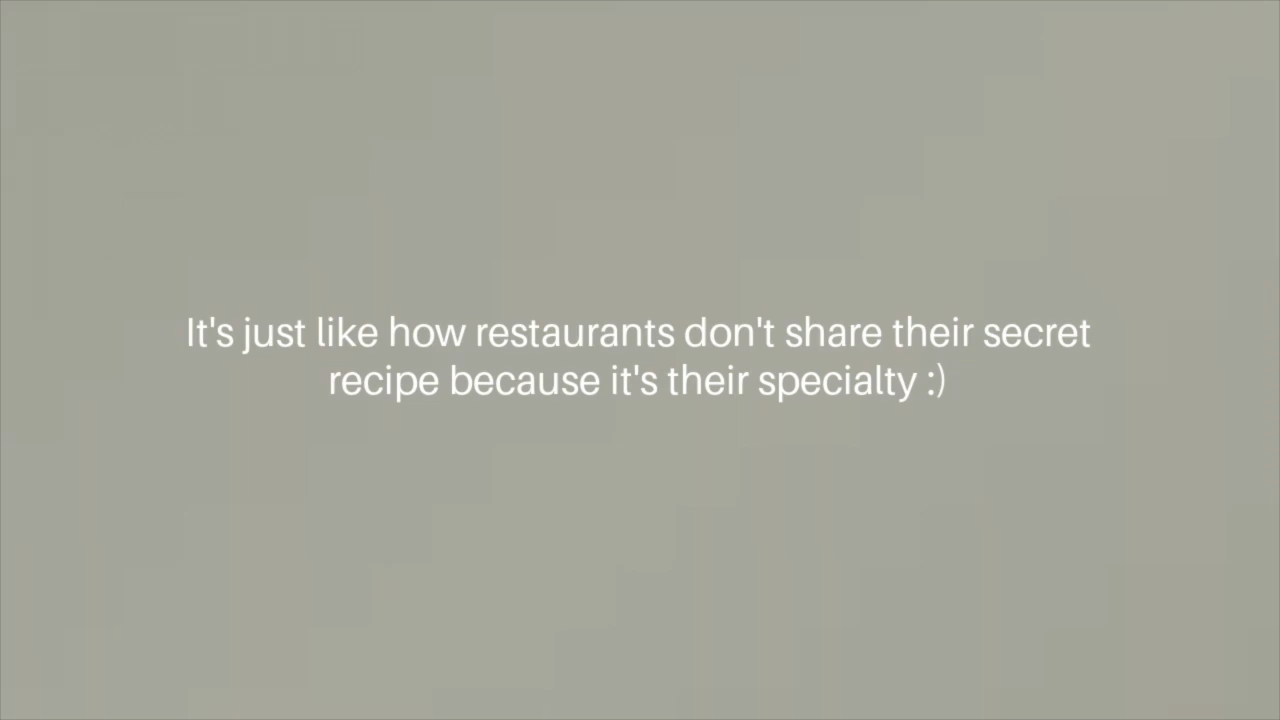 It's just like how restaurants don't share their secret
recipe because it's their specialty :)